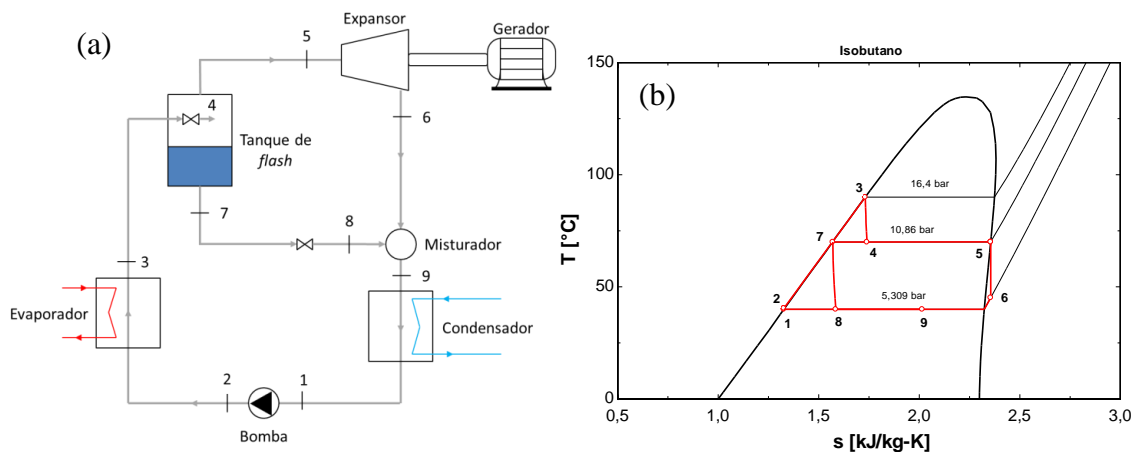 (a)
Expansor
Gerador
5
4
Tanque de
flash
6
7
8
Misturador
3
9
Evaporador
Condensador
2
1
Bomba
Isobutano
(b)
T [°C]
150
100
50
0
3
16,4 bar
7
10,86 bar
4
5
2
5,309 bar
6
1
8
9
0,5
1,0
1,5
2,0
2,5
3,0
s [kJ/kg-K]